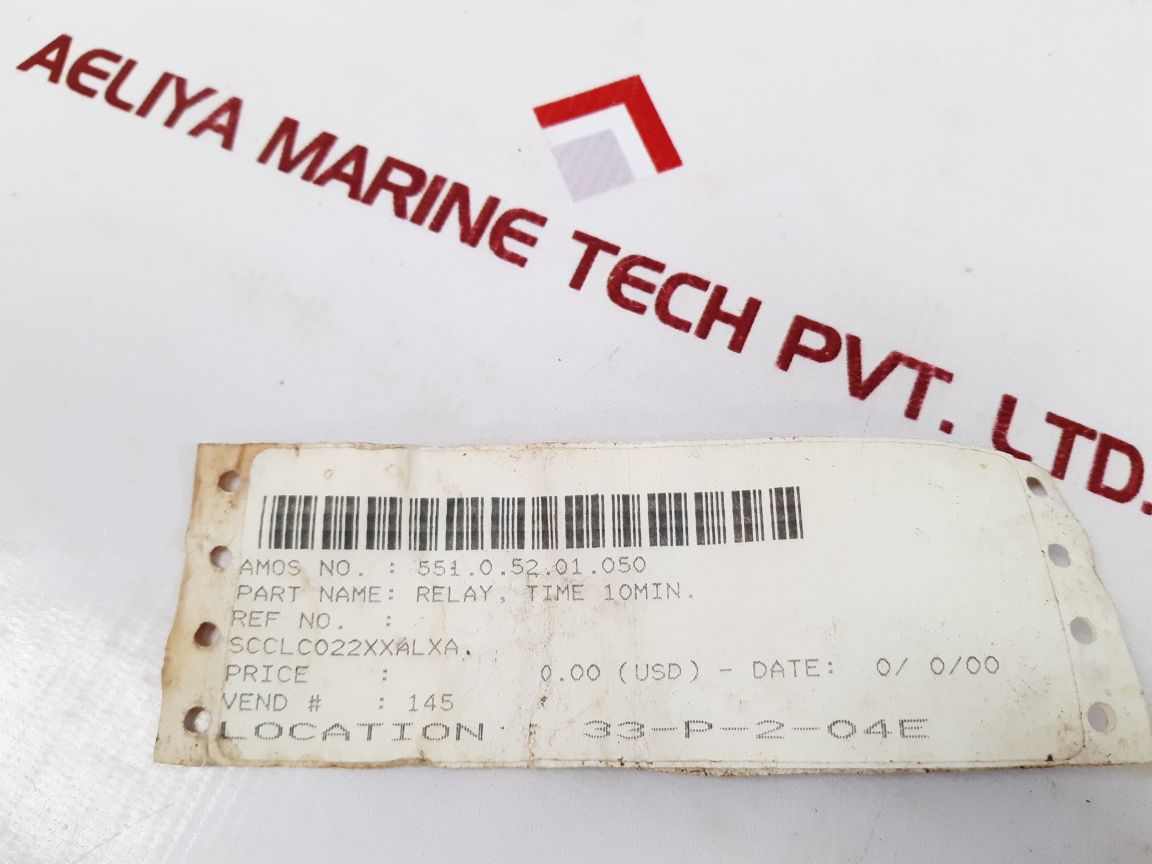 AELIYA MARINE TECH PVT. LTD.
AMOS NO. : 551.0.52.01.050
PART NAME: RELAY, TIME 10MIN.
REF NO. :
SCCLC022XXALXA.
PRICE : 0.00 (USD) - DATE: 0/ 0/00
VEND # : 145
LOCATION : 33-P-2-04E